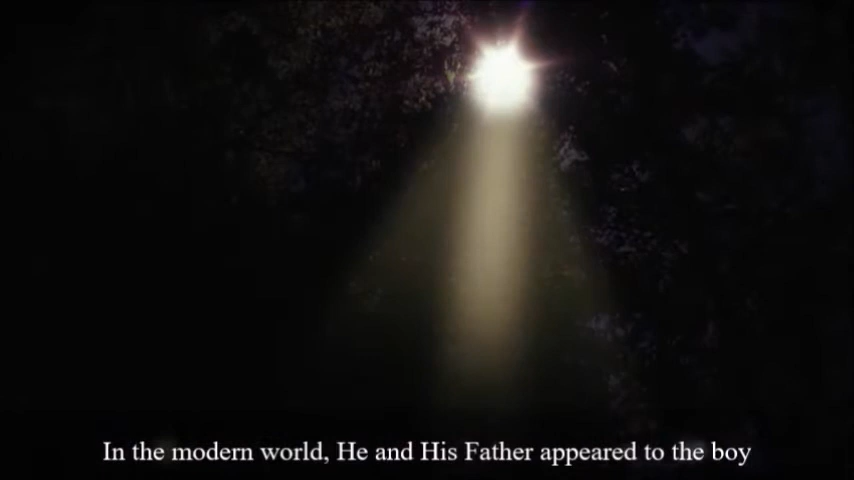 In the modern world, He and His Father appeared to the boy